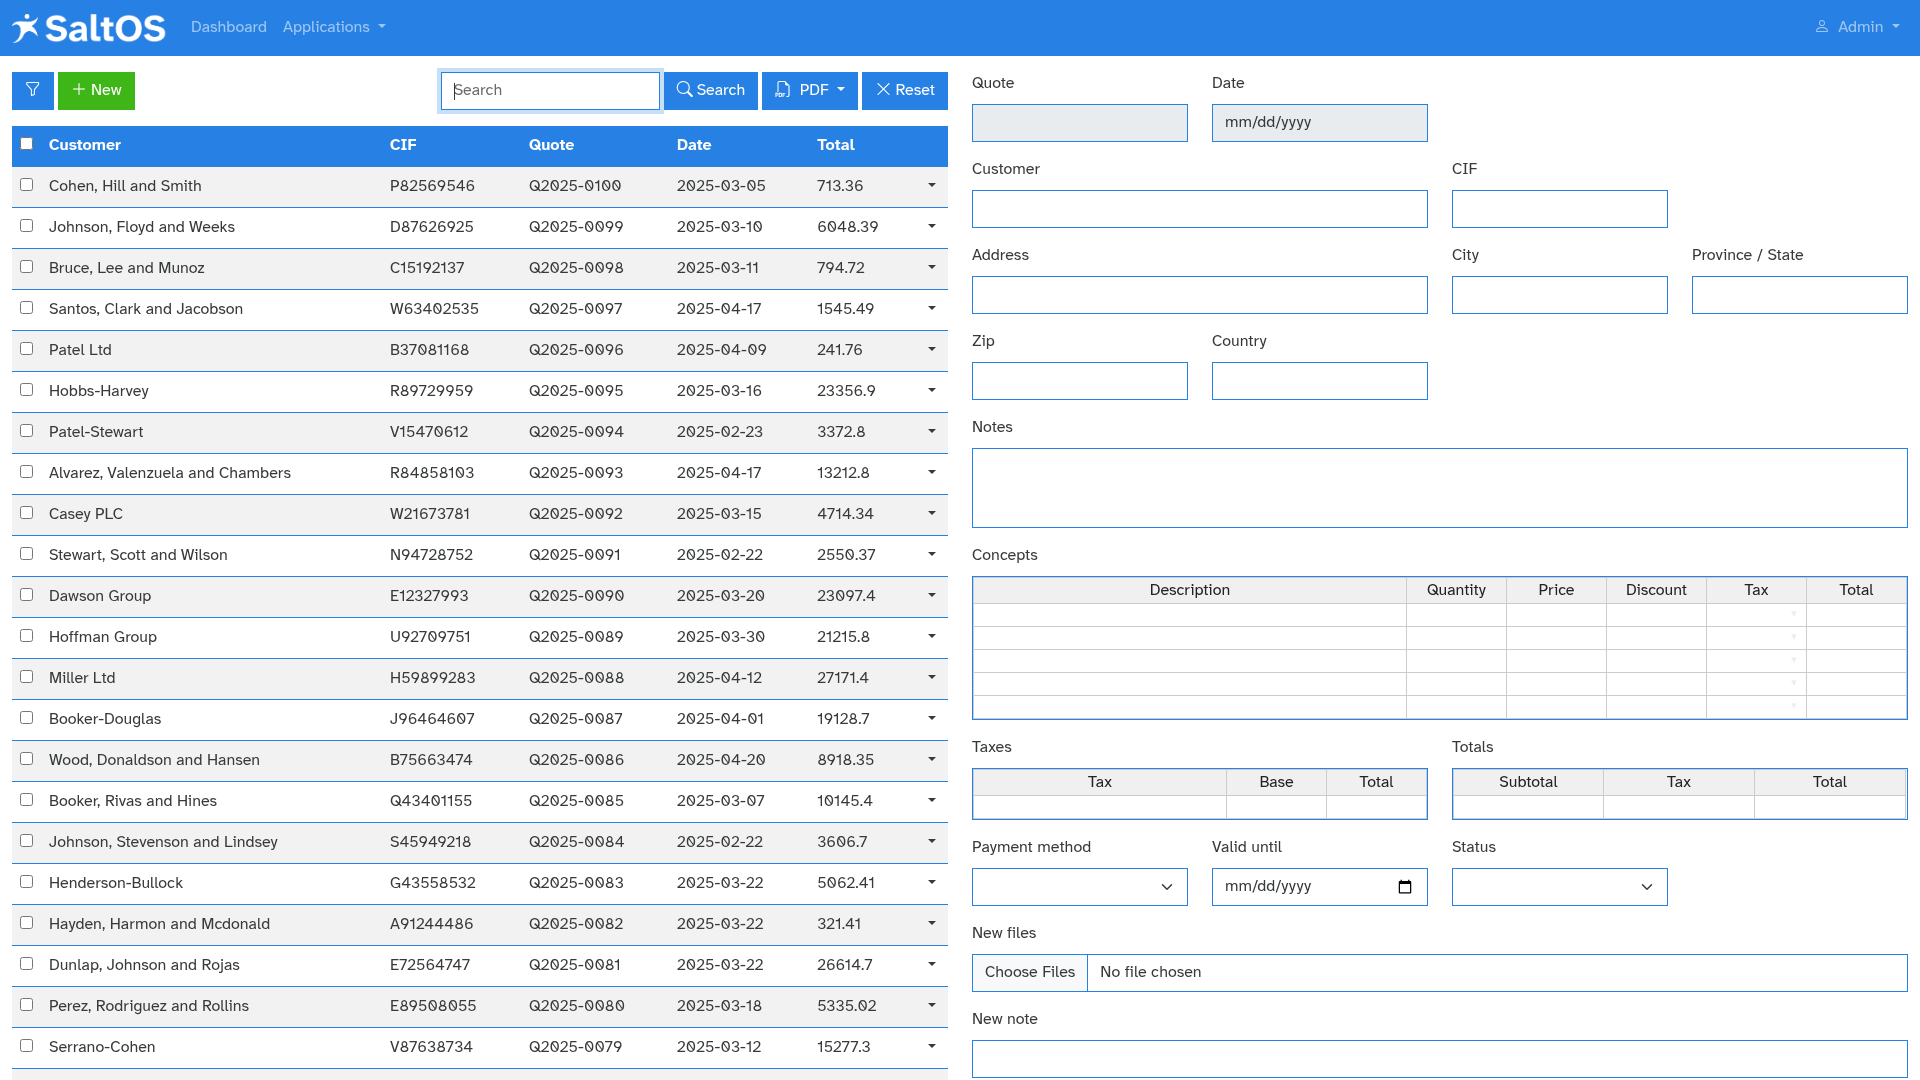 SaltOS Dashboard Applications Admin
New Search Search PDF Reset
Customer CIF Quote Date Total
Cohen, Hill and Smith P82569546 Q2025-0100 2025-03-05 713.36
Johnson, Floyd and Weeks D87626925 Q2025-0099 2025-03-10 6048.39
Bruce, Lee and Munoz C15192137 Q2025-0098 2025-03-11 794.72
Santos, Clark and Jacobson W63402535 Q2025-0097 2025-04-17 1545.49
Patel Ltd B37081168 Q2025-0096 2025-04-09 241.76
Hobbs-Harvey R89729959 Q2025-0095 2025-03-16 23356.9
Patel-Stewart V15470612 Q2025-0094 2025-02-23 3372.8
Alvarez, Valenzuela and Chambers R84858103 Q2025-0093 2025-04-17 13212.8
Casey PLC W21673781 Q2025-0092 2025-03-15 4714.34
Stewart, Scott and Wilson N94728752 Q2025-0091 2025-02-22 2550.37
Dawson Group E12327993 Q2025-0090 2025-03-20 23097.4
Hoffman Group U92709751 Q2025-0089 2025-03-30 21215.8
Miller Ltd H59899283 Q2025-0088 2025-04-12 27171.4
Booker-Douglas J96464607 Q2025-0087 2025-04-01 19128.7
Wood, Donaldson and Hansen B75663474 Q2025-0086 2025-04-20 8918.35
Booker, Rivas and Hines Q43401155 Q2025-0085 2025-03-07 10145.4
Johnson, Stevenson and Lindsey S45949218 Q2025-0084 2025-02-22 3606.7
Henderson-Bullock G43558532 Q2025-0083 2025-03-22 5062.41
Hayden, Harmon and Mcdonald A91244486 Q2025-0082 2025-03-22 321.41
Dunlap, Johnson and Rojas E72564747 Q2025-0081 2025-03-22 26614.7
Perez, Rodriguez and Rollins E89508055 Q2025-0080 2025-03-18 5335.02
Serrano-Cohen V87638734 Q2025-0079 2025-03-12 15277.3
Quote Date
mm/dd/yyyy
Customer CIF
Address City Province / State
Zip Country
Notes
Concepts
Description Quantity Price Discount Tax Total
Taxes Totals
Tax Base Total Subtotal Tax Total
Payment method Valid until Status
mm/dd/yyyy
New files
Choose Files No file chosen
New note